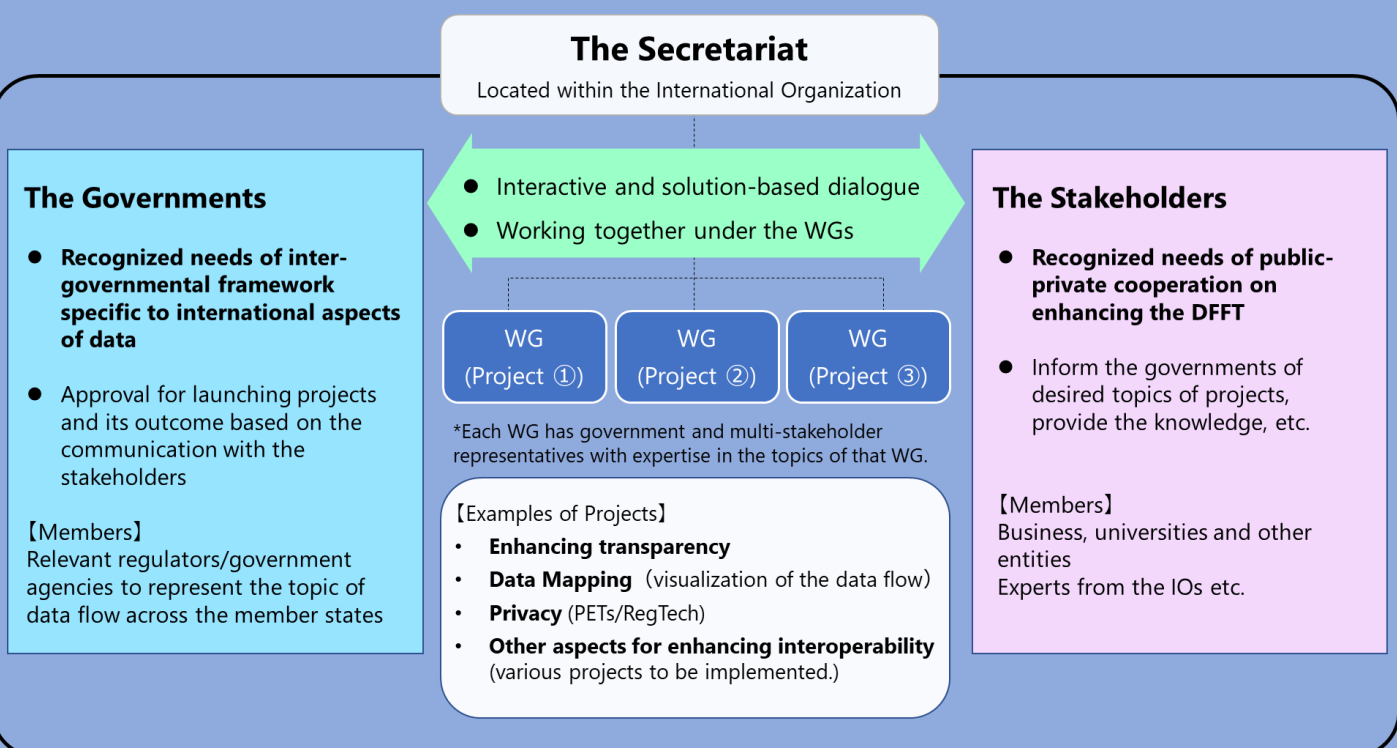 The Secretariat
Located within the International Organization
The Governments
● Recognized needs of inter-
governmental framework
specific to international aspects
of data
● Approval for launching projects
and its outcome based on the
communication with the
stakeholders
【Members】
Relevant regulators/government
agencies to represent the topic of
data flow across the member states
● Interactive and solution-based dialogue
● Working together under the WGs
WG
(Project ①)
WG
(Project ②)
WG
(Project ③)
*Each WG has government and multi-stakeholder
representatives with expertise in the topics of that WG.
【Examples of Projects】
• Enhancing transparency
• Data Mapping（visualization of the data flow）
• Privacy (PETs/RegTech)
• Other aspects for enhancing interoperability
(various projects to be implemented.)
The Stakeholders
● Recognized needs of public-
private cooperation on
enhancing the DFFT
● Inform the governments of
desired topics of projects,
provide the knowledge, etc.
【Members】
Business, universities and other
entities
Experts from the IOs etc.